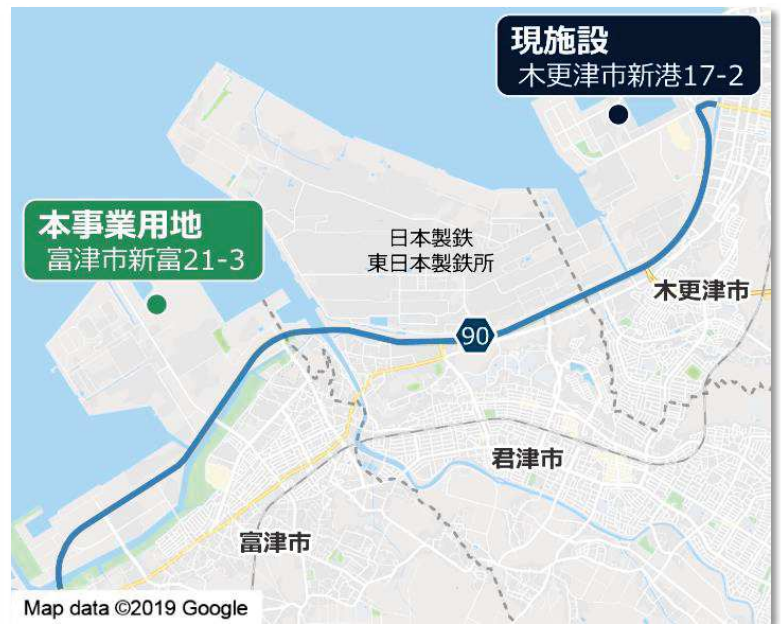 現施設
木更津市新港17-2
本事業用地
富津市新富21-3
日本製鉄
東日本製鉄所
木更津市
90
君津市
富津市
Map data ©2019 Google